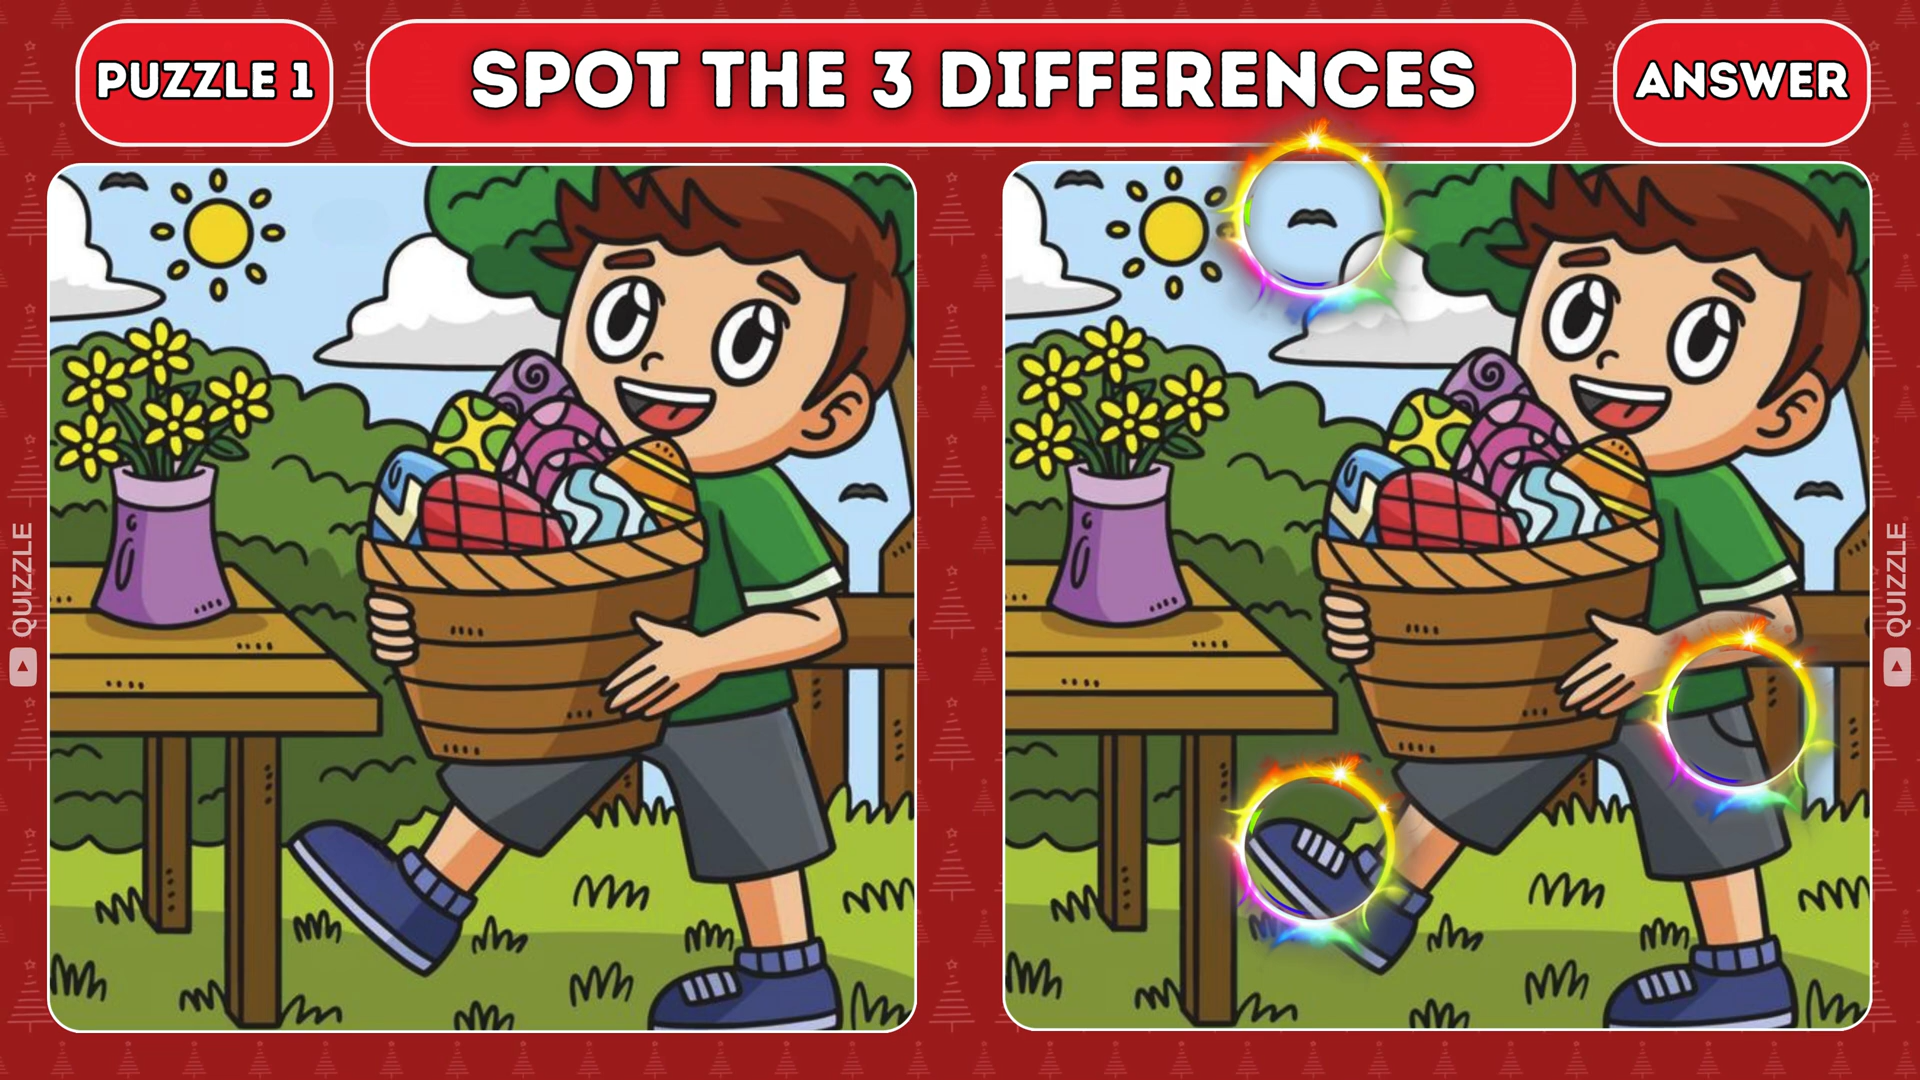 PUZZLE 1
SPOT THE 3 DIFFERENCES
ANSWER
QUIZZLE
QUIZZLE